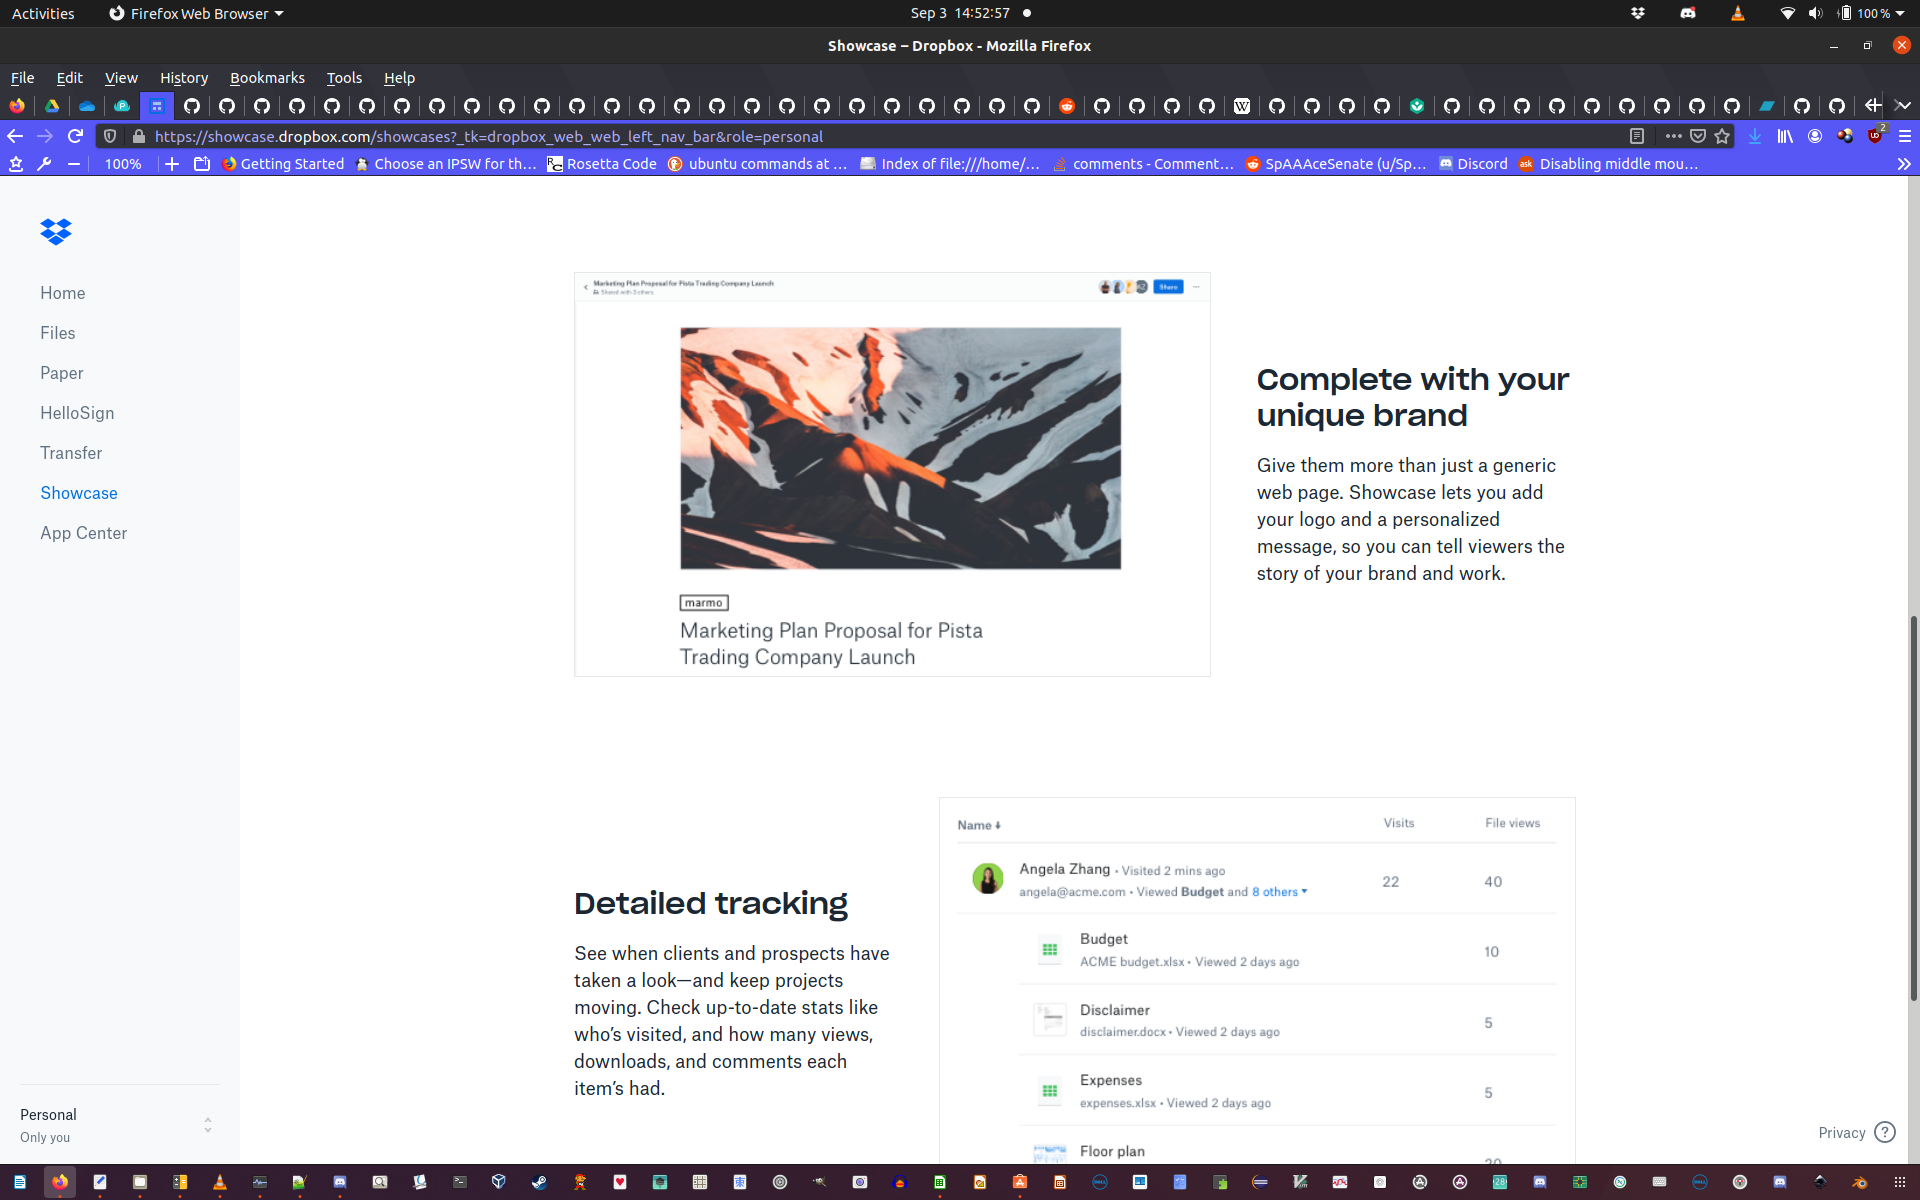 Activities
Firefox Web Browser
Sep 3 14:52:57
100 %
Showcase – Dropbox - Mozilla Firefox
File Edit View History Bookmarks Tools Help
https://showcase.dropbox.com/showcases?_tk=dropbox_web_web_left_nav_bar&role=personal
2
100%
Getting Started
Choose an IPSW for th…
Rosetta Code
ubuntu commands at …
Index of file:///home/…
comments - Comment…
SpAAAceSenate (u/Sp…
Discord
Disabling middle mou…
Home
Files
Paper
HelloSign
Transfer
Showcase
App Center
Personal
Only you
Marketing Plan Proposal for Pista Trading Company Launch
Shared with 3 others
Share
marmo
Marketing Plan Proposal for Pista
Trading Company Launch
Complete with your
unique brand
Give them more than just a generic
web page. Showcase lets you add
your logo and a personalized
message, so you can tell viewers the
story of your brand and work.
Detailed tracking
See when clients and prospects have
taken a look—and keep projects
moving. Check up-to-date stats like
who’s visited, and how many views,
downloads, and comments each
item’s had.
Name Visits File views
Angela Zhang • Visited 2 mins ago
angela@acme.com • Viewed Budget and 8 others
22 40
Budget
ACME budget.xlsx • Viewed 2 days ago
10
Disclaimer
disclaimer.docx • Viewed 2 days ago
5
Expenses
expenses.xlsx • Viewed 2 days ago
5
Floor plan
20
Privacy ?